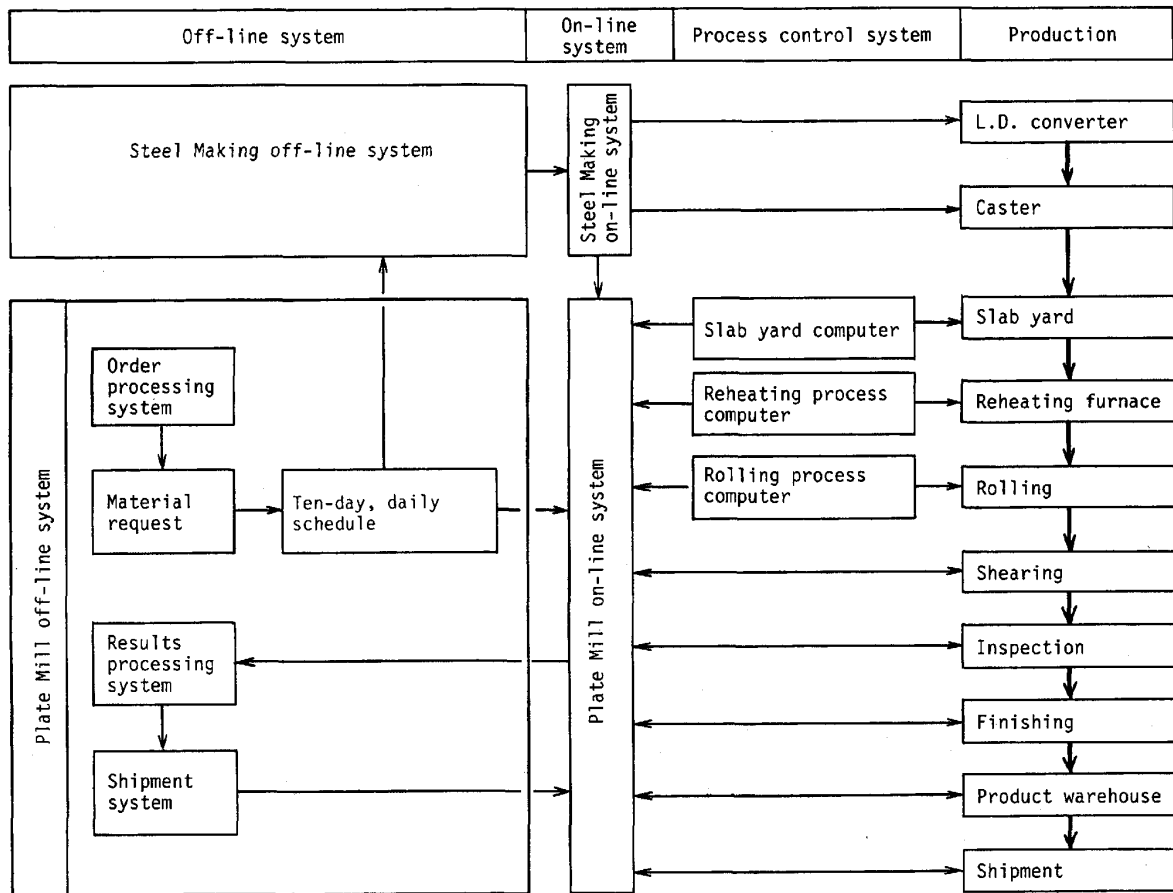 Off-line system
On-line
system
Process control system
Production
Steel Making off-line system
Steel Making
on-line system
L.D. converter
Caster
Plate Mill off-line system
Order
processing
system
Material
request
Ten-day, daily
schedule
Results
processing
system
Shipment
system
Plate Mill on-line system
Slab yard computer
Reheating process
computer
Rolling process
computer
Slab yard
Reheating furnace
Rolling
Shearing
Inspection
Finishing
Product warehouse
Shipment